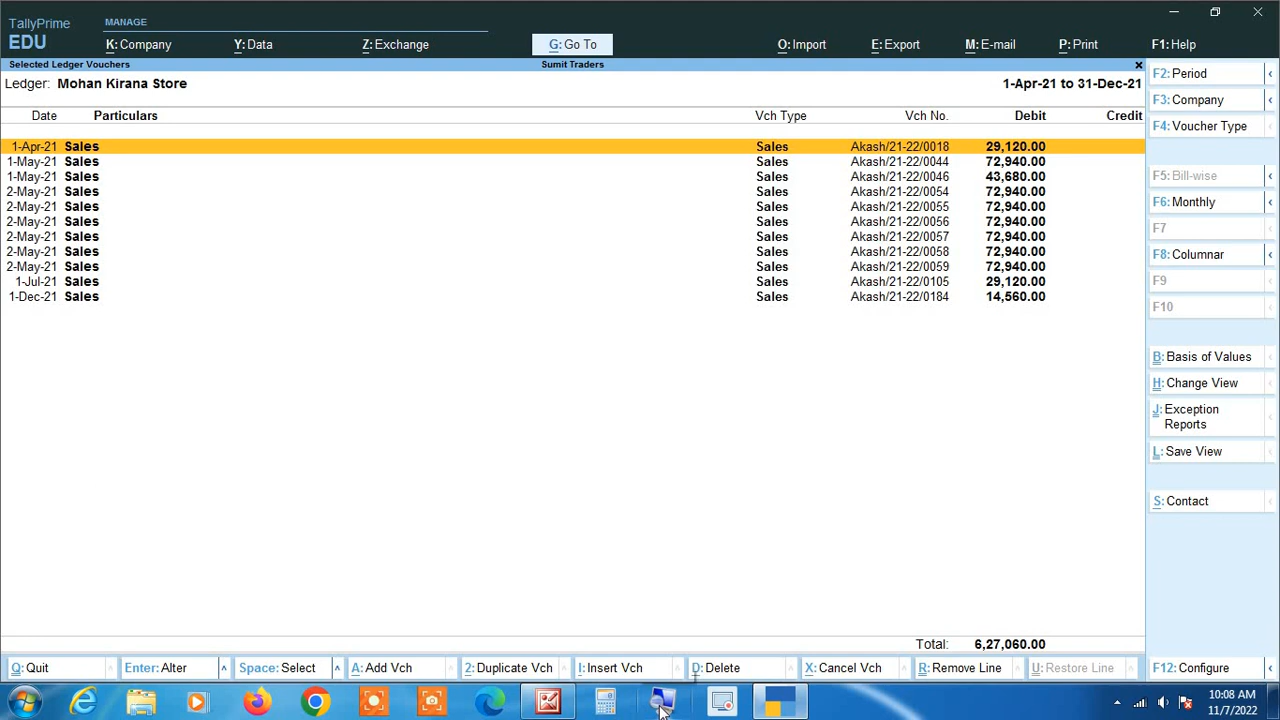 TallyPrime
EDU
MANAGE
K: Company Y: Data Z: Exchange G: Go To O: Import E: Export M: E-mail P: Print F1: Help
Selected Ledger Vouchers Sumit Traders
Ledger: Mohan Kirana Store 1-Apr-21 to 31-Dec-21
Date Particulars Vch Type Vch No. Debit Credit
1-Apr-21 Sales Sales Akash/21-22/0018 29,120.00
1-May-21 Sales Sales Akash/21-22/0044 72,940.00
1-May-21 Sales Sales Akash/21-22/0046 43,680.00
2-May-21 Sales Sales Akash/21-22/0054 72,940.00
2-May-21 Sales Sales Akash/21-22/0055 72,940.00
2-May-21 Sales Sales Akash/21-22/0056 72,940.00
2-May-21 Sales Sales Akash/21-22/0057 72,940.00
2-May-21 Sales Sales Akash/21-22/0058 72,940.00
2-May-21 Sales Sales Akash/21-22/0059 72,940.00
1-Jul-21 Sales Sales Akash/21-22/0105 29,120.00
1-Dec-21 Sales Sales Akash/21-22/0184 14,560.00
Total: 6,27,060.00
F2: Period
F3: Company
F4: Voucher Type
F5: Bill-wise
F6: Monthly
F7
F8: Columnar
F9
F10
B: Basis of Values
H: Change View
J: Exception
Reports
L: Save View
S: Contact
Q: Quit Enter: Alter Space: Select A: Add Vch 2: Duplicate Vch I: Insert Vch D: Delete X: Cancel Vch R: Remove Line U: Restore Line F12: Configure
10:08 AM
11/7/2022